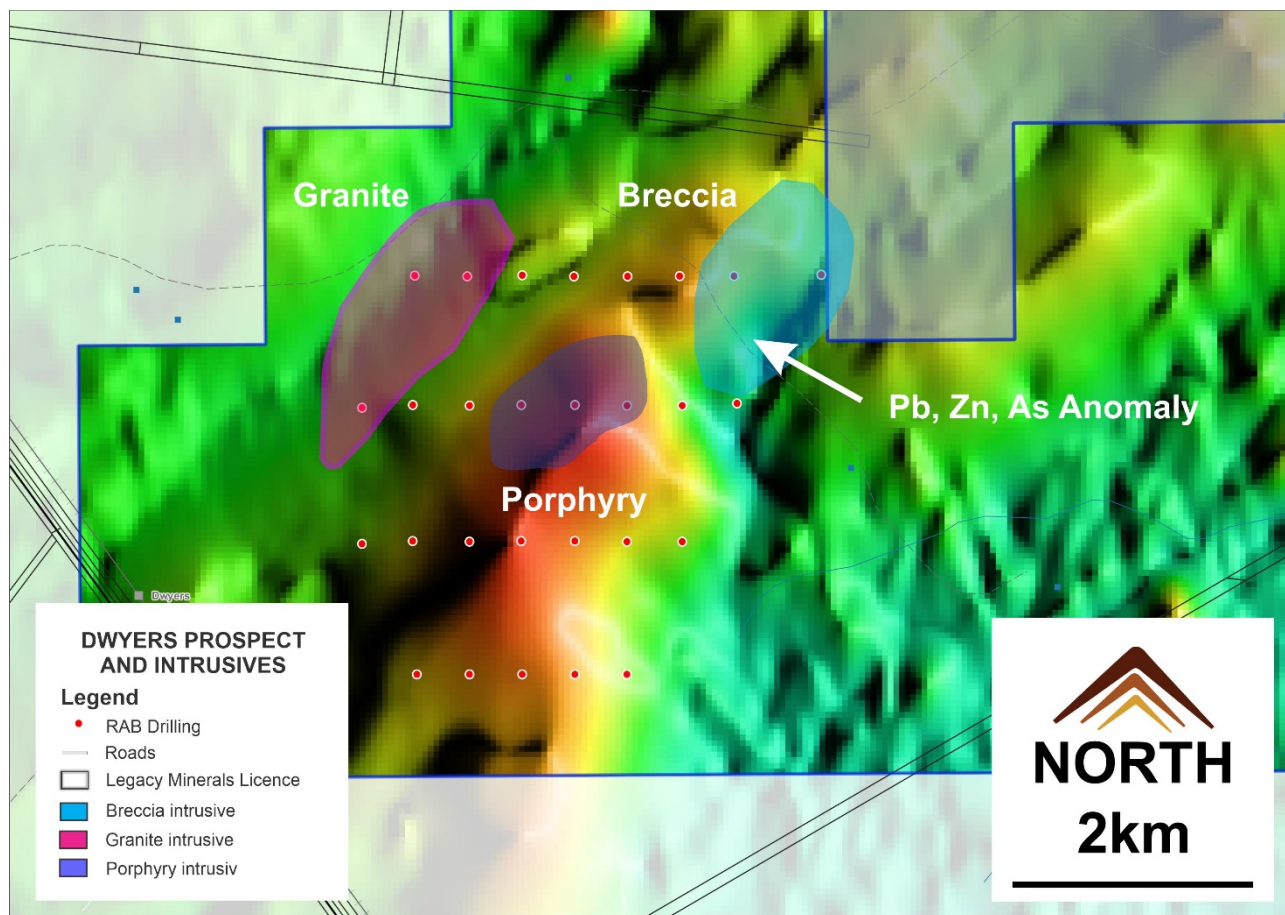 Granite
Breccia
Pb, Zn, As Anomaly
Porphyry
Dwyers
DWYERS PROSPECT
AND INTRUSIVES
Legend
RAB Drilling
Roads
Legacy Minerals Licence
Breccia intrusive
Granite intrusive
Porphyry intrusiv
NORTH
2km